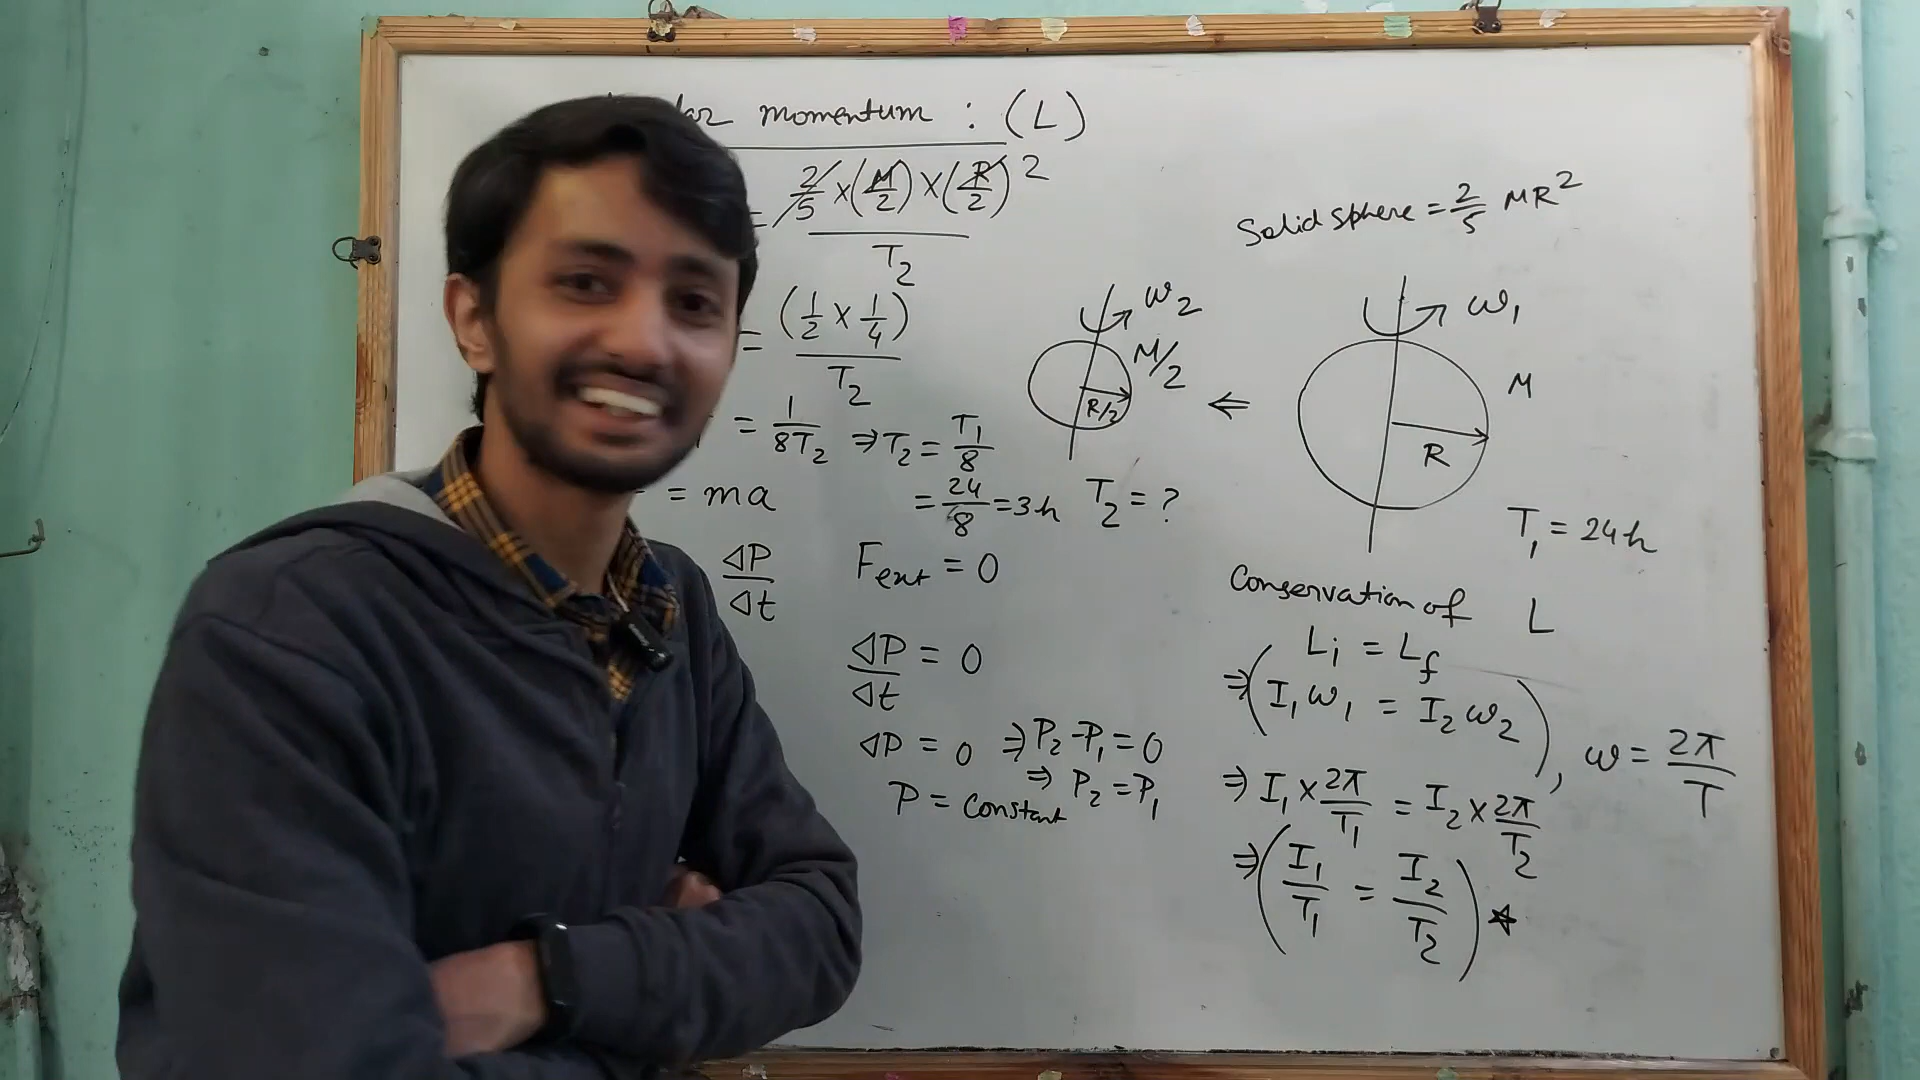 momentum : (L)
= 2/5 × (M/2) × (R/2)²
T₂
= (1/2 × 1/4)
T₂
= 1/8T₂ ⇒ T₂ = T₁/8
= ma
= 24/8 = 3h
ΔP/Δt
Fext = 0
ΔP/Δt = 0
ΔP = 0 ⇒ P₂ - P₁ = 0
⇒ P₂ = P₁
P = Constant
ω₂
M/2
R/2
T₂ = ?
⇐
Solid sphere = 2/5 MR²
ω₁
M
R
T₁ = 24h
Conservation of L
Li = Lf
⇒ (I₁ω₁ = I₂ω₂), ω = 2π/T
⇒ I₁ × 2π/T₁ = I₂ × 2π/T₂
⇒ (I₁/T₁ = I₂/T₂) ☆